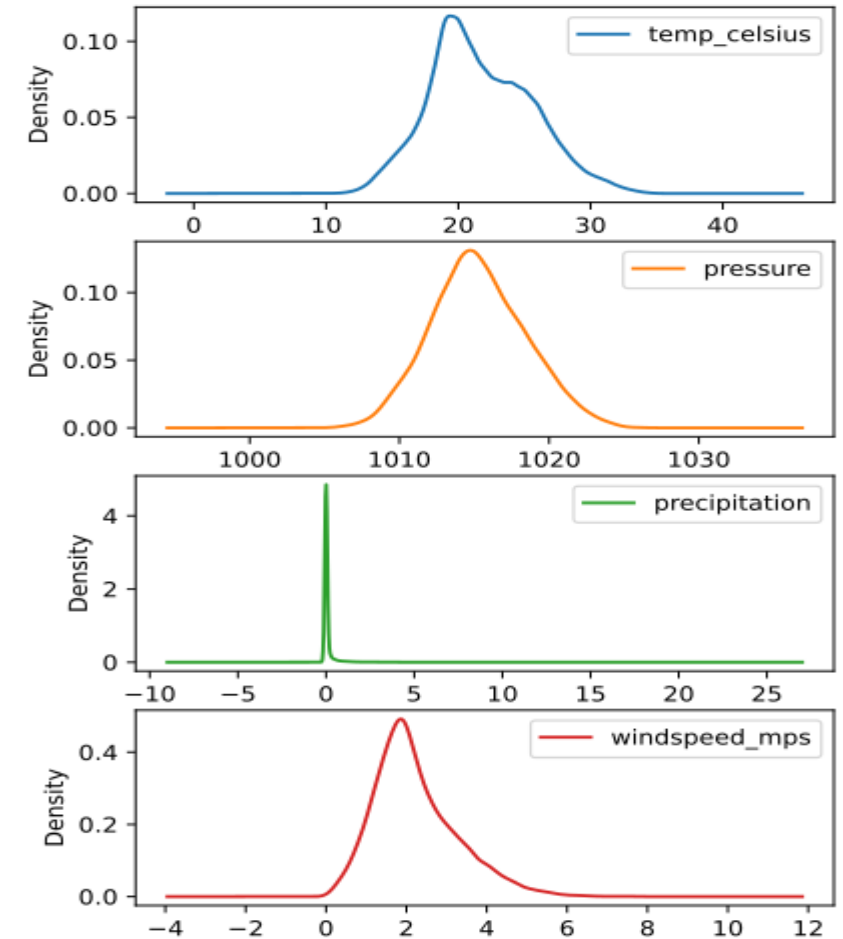 temp_celsius
Density
0.10
0.05
0.00
0 10 20 30 40
pressure
Density
0.10
0.05
0.00
1000 1010 1020 1030
precipitation
Density
4
2
0
−10 −5 0 5 10 15 20 25
windspeed_mps
Density
0.4
0.2
0.0
−4 −2 0 2 4 6 8 10 12